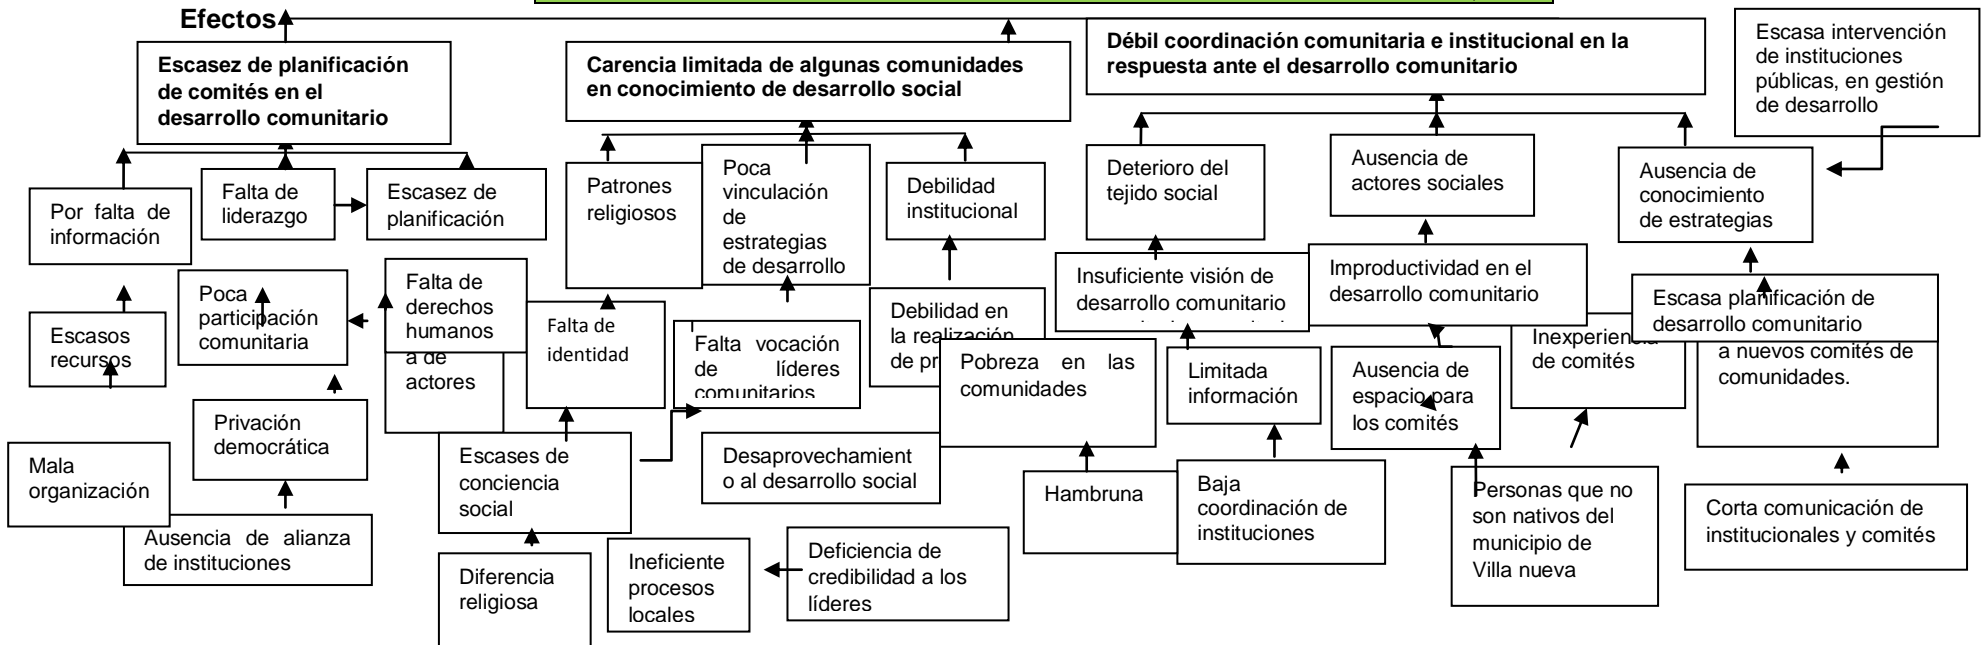 Efectos
Escasez de planificación
de comités en el
desarrollo comunitario
Carencia limitada de algunas comunidades
en conocimiento de desarrollo social
Débil coordinación comunitaria e institucional en la
respuesta ante el desarrollo comunitario
Escasa intervención
de instituciones
públicas, en gestión
de desarrollo
Por falta de
información
Falta de
liderazgo
Escasez de
planificación
Patrones
religiosos
Poca
vinculación
de
estrategias
de desarrollo
Debilidad
institucional
Deterioro del
tejido social
Ausencia de
actores sociales
Ausencia de
conocimiento
de estrategias
Escasos
recursos
Poca
participación
comunitaria
Falta de
derechos
humanos
a de
actores
Falta de
identidad
Falta vocación
de líderes
comunitarios
Debilidad en
la realización
de pr
Pobreza en las
comunidades
Insuficiente visión de
desarrollo comunitario
Improductividad en el
desarrollo comunitario
Limitada
información
Ausencia de
espacio para
los comités
Inexperiencia
de comités
Escasa planificación de
desarrollo comunitario
a nuevos comités de
comunidades.
Mala
organización
Privación
democrática
Ausencia de alianza
de instituciones
Escases de
conciencia
social
Desaprovechamient
o al desarrollo social
Hambruna
Baja
coordinación de
instituciones
Personas que no
son nativos del
municipio de
Villa nueva
Corta comunicación de
institucionales y comités
Diferencia
religiosa
Ineficiente
procesos
locales
Deficiencia de
credibilidad a los
líderes